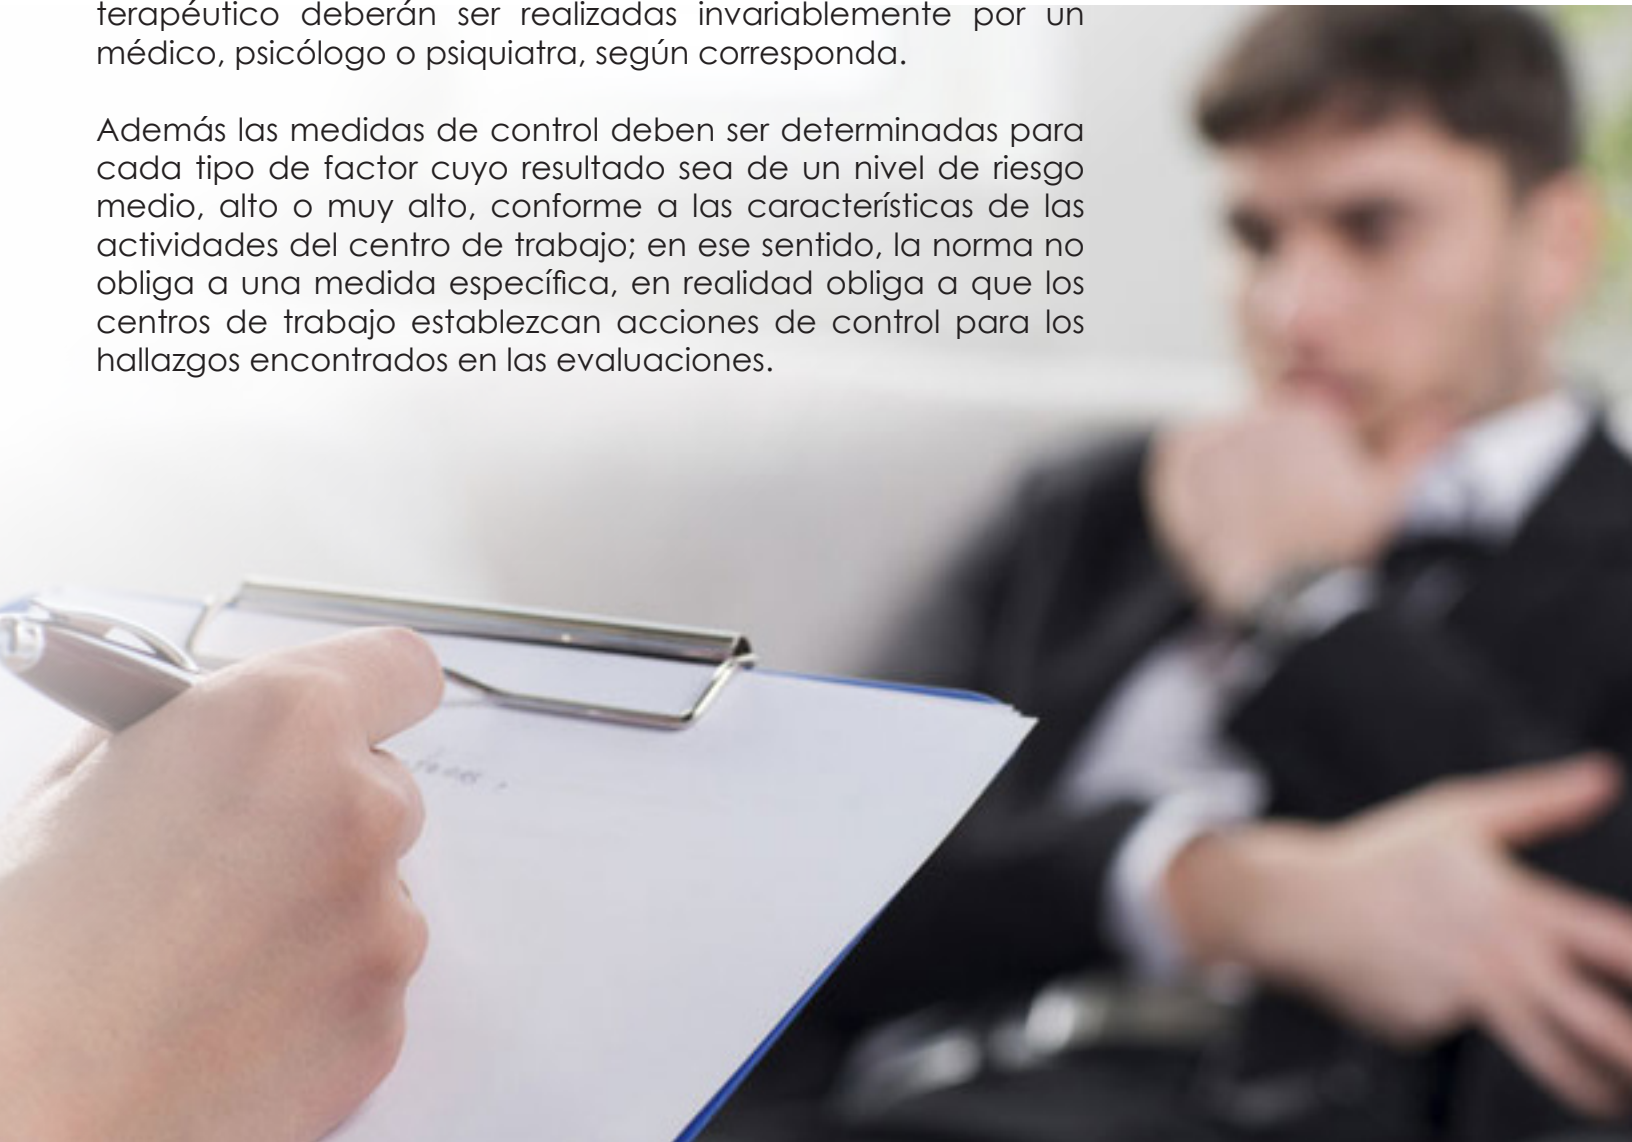 terapéutico deberán ser realizadas invariablemente por un
médico, psicólogo o psiquiatra, según corresponda.
Además las medidas de control deben ser determinadas para
cada tipo de factor cuyo resultado sea de un nivel de riesgo
medio, alto o muy alto, conforme a las características de las
actividades del centro de trabajo; en ese sentido, la norma no
obliga a una medida específica, en realidad obliga a que los
centros de trabajo establezcan acciones de control para los
hallazgos encontrados en las evaluaciones.